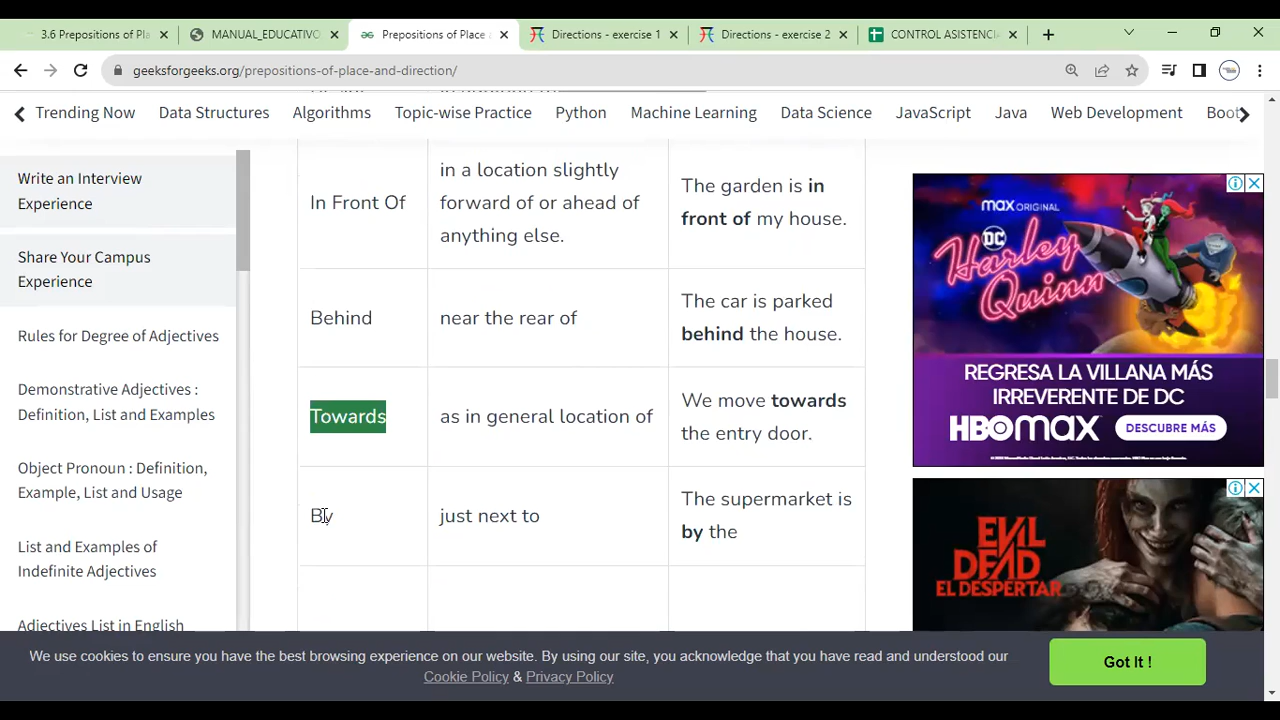 3.6 Prepositions of Pla
MANUAL_EDUCATIVO
Prepositions of Place
Directions - exercise 1
Directions - exercise 2
CONTROL ASISTENCI
geeksforgeeks.org/prepositions-of-place-and-direction/
Trending Now
Data Structures
Algorithms
Topic-wise Practice
Python
Machine Learning
Data Science
JavaScript
Java
Web Development
Boot
Write an Interview
Experience
Share Your Campus
Experience
Rules for Degree of Adjectives
Demonstrative Adjectives :
Definition, List and Examples
Object Pronoun : Definition,
Example, List and Usage
List and Examples of
Indefinite Adjectives
Adjectives List in English
In Front Of
in a location slightly
forward of or ahead of
anything else.
The garden is in
front of my house.
Behind
near the rear of
The car is parked
behind the house.
Towards
as in general location of
We move towards
the entry door.
By
just next to
The supermarket is
by the
max ORIGINAL
DC
HARLEY
QUINN
REGRESA LA VILLANA MÁS
IRREVERENTE DE DC
HBOmax
DESCUBRE MÁS
EVIL
DEAD
EL DESPERTAR
We use cookies to ensure you have the best browsing experience on our website. By using our site, you acknowledge that you have read and understood our
Cookie Policy & Privacy Policy
Got It !